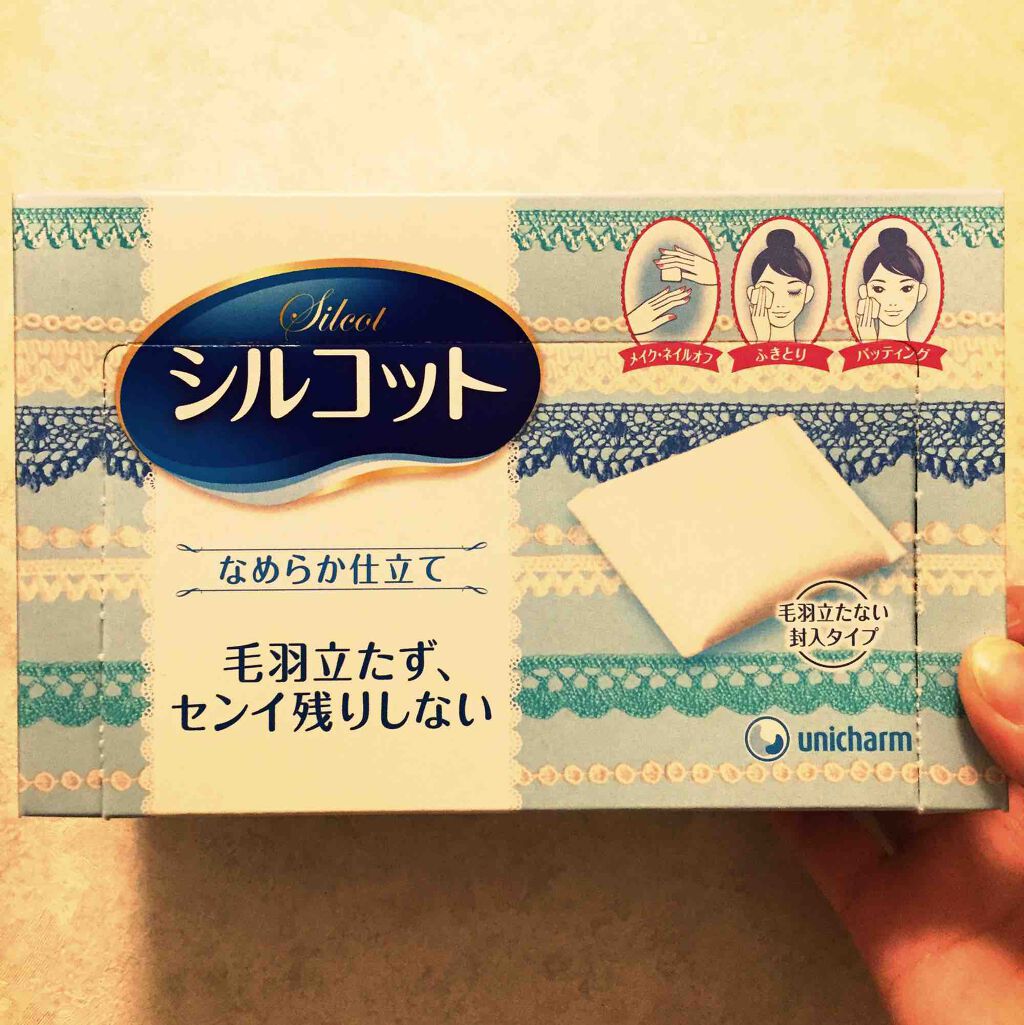 Silcot
シルコット
なめらか仕立て
毛羽立たず、
センイ残りしない
メイク・ネイルオフ
ふきとり
パッティング
毛羽立たない
封入タイプ
unicharm